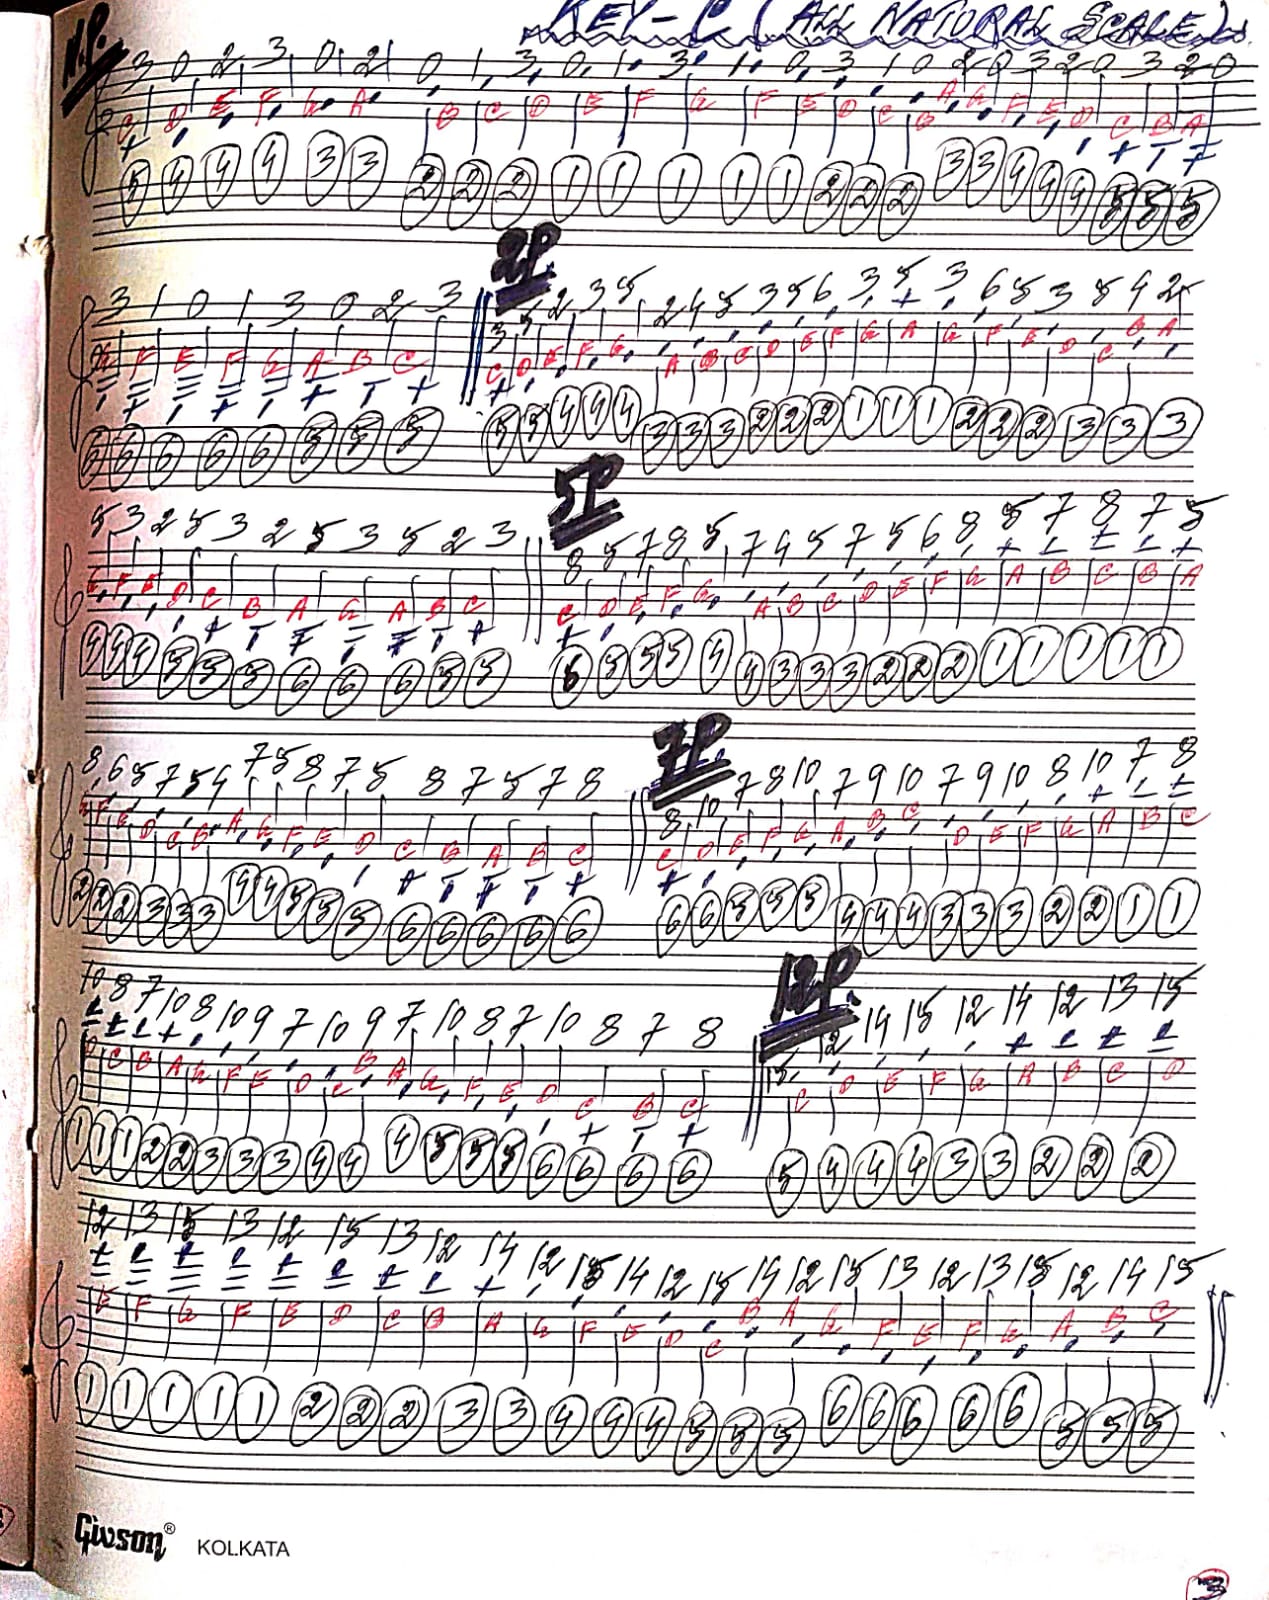 KEY-C (ALL NATURAL SCALE)
N.P.
3 0 2 3 0 2 0 1 3 0 1 3 1 0 3 1 0 2 0 3 2 0 3 2 0
C D E F G A B C D E F G F E D C B A G F E D C B A
5 4 4 4 3 3 2 2 2 1 1 1 1 1 2 2 2 3 3 4 4 4 5 5 5
2P.
3 1 0 1 3 0 2 3 3 5 2 3 5 2 4 5 3 5 6 3 5 3 6 5 3 5 4 2
G F E F G A B C C D E F G A B C D E F G A G F E D C B A
6 6 6 6 6 5 5 5 5 5 4 4 4 3 3 3 2 2 2 1 1 1 2 2 2 3 3 3
5P
5 3 2 5 3 2 5 3 5 2 3 8 5 7 8 5 7 4 5 7 5 6 8 5 7 8 7 5
G F E D C B A G A B C C D E F G A B C D E F G A B C B A
4 4 4 5 5 5 6 6 6 5 5 6 5 5 5 4 4 3 3 3 2 2 2 1 1 1 1 1
7P.
8 6 5 7 5 4 7 5 8 7 5 8 7 5 7 8 8 10 7 8 10 7 9 10 7 9 10 8 10 7 8
G F E D C B A G F E D C B A B C C D E F G A B C D E F G A B C
2 2 2 3 3 3 4 4 5 5 5 6 6 6 6 6 6 6 5 5 5 4 4 4 3 3 3 2 2 1 1
12P.
10 8 7 10 8 10 9 7 10 9 7 10 8 7 10 8 7 8 15 12 14 15 12 14 12 13 15
D C B A G F E D C B A G F E D C B C C D E F G A B C D
1 1 1 2 2 3 3 3 4 4 4 5 5 5 6 6 6 6 5 4 4 4 3 3 2 2 2
12 13 15 13 12 15 13 12 14 12 15 14 12 15 14 12 15 13 12 13 15 12 14 15
E F G F E D C B A G F E D C B A G F E F G A B C
1 1 1 1 1 2 2 2 3 3 4 4 4 5 5 5 6 6 6 6 6 5 5 5
Givson® KOLKATA
3